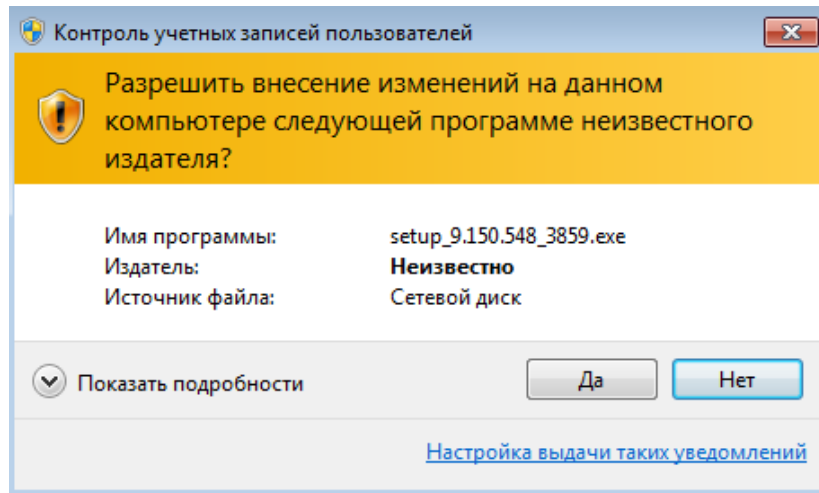 Контроль учетных записей пользователей
Разрешить внесение изменений на данном
компьютере следующей программе неизвестного
издателя?
Имя программы: setup_9.150.548_3859.exe
Издатель: Неизвестно
Источник файла: Сетевой диск
Показать подробности Да Нет
Настройка выдачи таких уведомлений